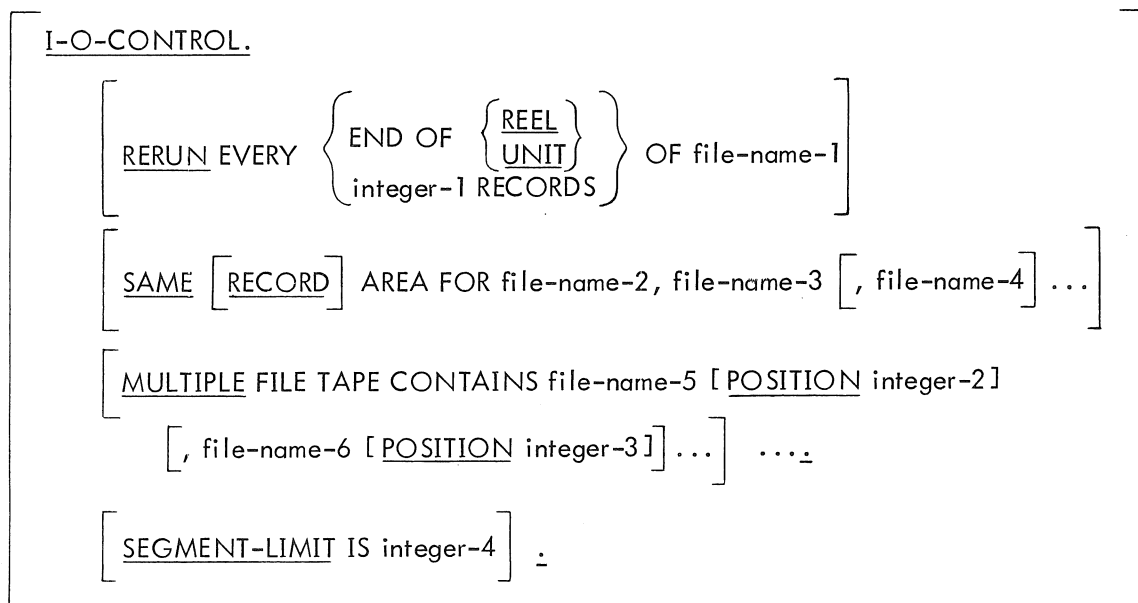 I-O-CONTROL.
[RERUN EVERY {END OF {REEL
UNIT}
integer-1 RECORDS} OF file-name-1]
[SAME [RECORD] AREA FOR file-name-2, file-name-3 [, file-name-4] ...]
[MULTIPLE FILE TAPE CONTAINS file-name-5 [POSITION integer-2]
[, file-name-6 [POSITION integer-3]] ...] ....
[SEGMENT-LIMIT IS integer-4] .